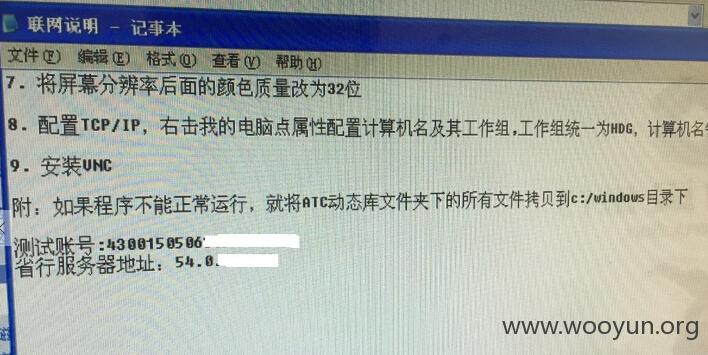 联网说明 - 记事本
文件(F) 编辑(E) 格式(O) 查看(V) 帮助(H)
7. 将屏幕分辨率后面的颜色质量改为32位
8. 配置TCP/IP, 右击我的电脑点属性配置计算机名及其工作组,工作组统一为HDG, 计算机名
9. 安装VNC
附: 如果程序不能正常运行, 就将ATC动态库文件夹下的所有文件拷贝到c:/windows目录下
测试账号:4300150506
省行服务器地址: 54.0
www.wooyun.org